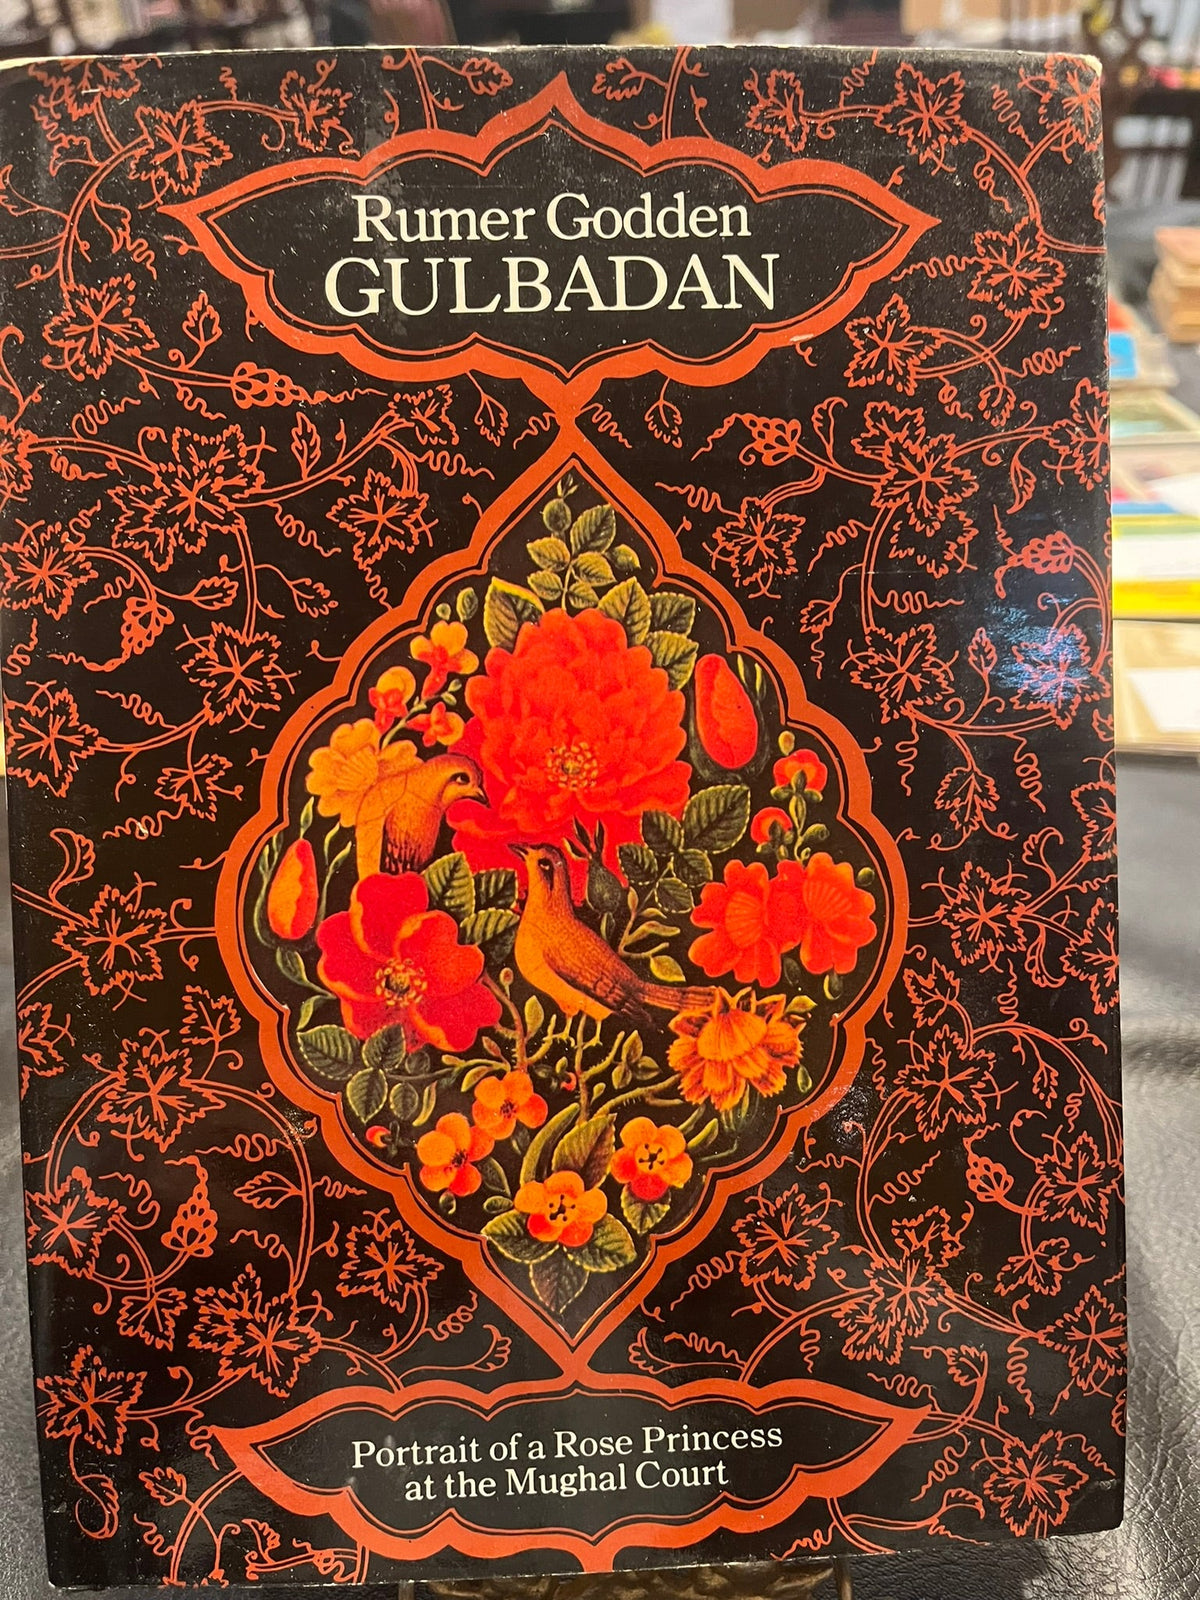 Rumer Godden
GULBADAN
Portrait of a Rose Princess
at the Mughal Court